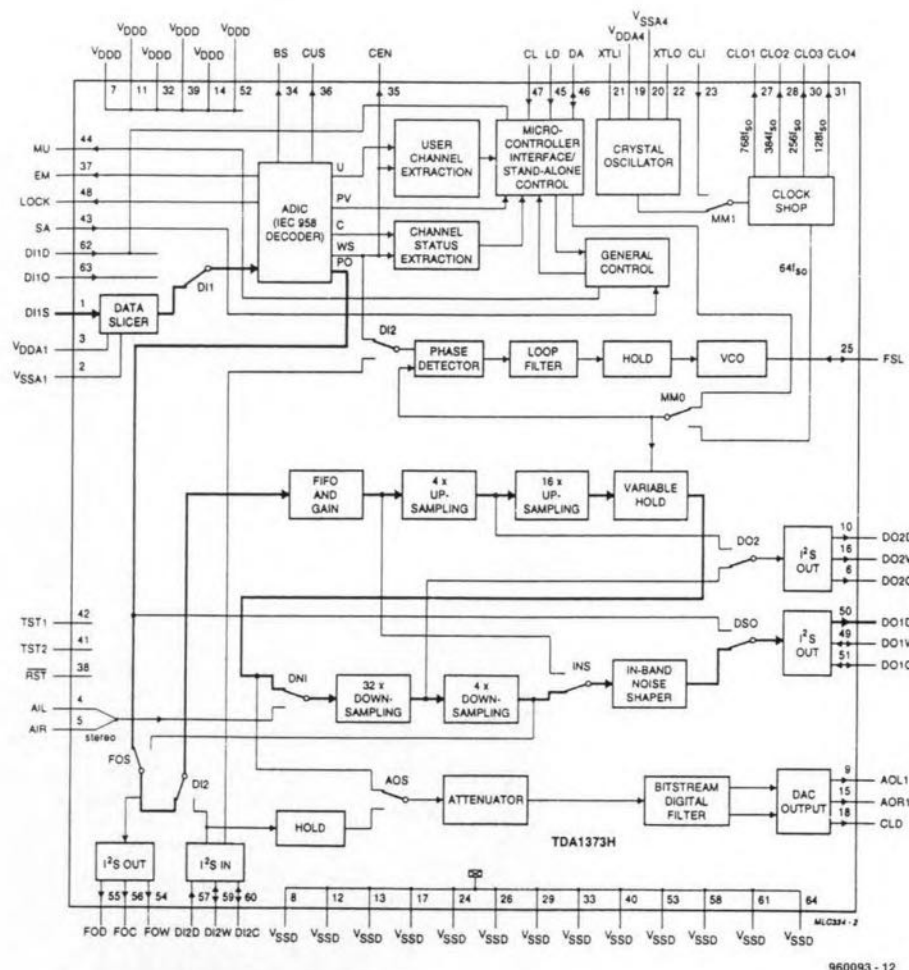 VDDD VDDD VDDD
VDDD VDDD VDDD BS CUS CEN CL LD DA XTLI VDDA4 VSSA4 XTLO CLI CLO1 CLO2 CLO3 CLO4
7 11 32 39 14 52 34 36 35 47 45 46 21 19 20 22 23 27 28 30 31
768fso 384fso 256fso 128fso
MU 44
EM 37
LOCK 48
SA 43
DI1D 62
DI1O 63
DI1S 1
VDDA1 3
VSSA1 2
DATA
SLICER
DI1
ADIC
(IEC 958
DECODER)
U
PV
C
WS
PO
USER
CHANNEL
EXTRACTION
CHANNEL
STATUS
EXTRACTION
MICRO-
CONTROLLER
INTERFACE/
STAND-ALONE
CONTROL
CRYSTAL
OSCILLATOR
MM1
CLOCK
SHOP
GENERAL
CONTROL
64fso
DI2
PHASE
DETECTOR
LOOP
FILTER
HOLD
VCO
25 FSL
MM0
FIFO
AND
GAIN
4 x
UP-
SAMPLING
16 x
UP-
SAMPLING
VARIABLE
HOLD
DO2
I2S
OUT
10 DO2D
16 DO2W
6 DO2C
TST1 42
TST2 41
RST 38
AIL 4
AIR 5
stereo
DNI
32 x
DOWN-
SAMPLING
4 x
DOWN-
SAMPLING
INS
IN-BAND
NOISE
SHAPER
DSO
I2S
OUT
50 DO1D
49 DO1W
51 DO1C
FOS
DI2
HOLD
AOS
ATTENUATOR
BITSTREAM
DIGITAL
FILTER
DAC
OUTPUT
9 AOL1
15 AOR1
18 CLD
TDA1373H
I2S OUT
I2S IN
55 56 54 57 59 60 8 12 13 17 24 26 29 33 40 53 58 61 64
FOD FOC FOW DI2D DI2W DI2C VSSD VSSD VSSD VSSD VSSD VSSD VSSD VSSD VSSD VSSD VSSD VSSD VSSD
MLC334 - 2
960093 - 12